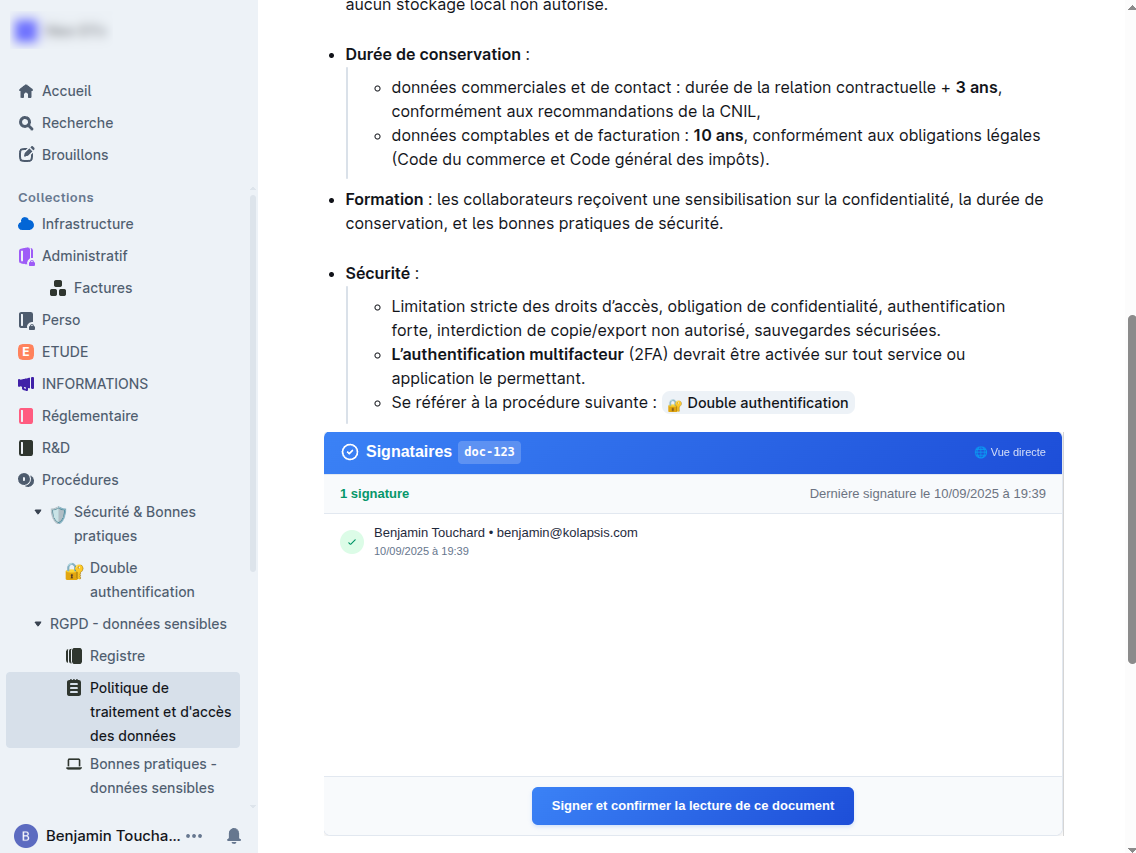 Accueil
Recherche
Brouillons
Collections
Infrastructure
Administratif
Factures
Perso
E ETUDE
INFORMATIONS
Réglementaire
R&D
Procédures
Sécurité & Bonnes
pratiques
Double
authentification
RGPD - données sensibles
Registre
Politique de
traitement et d'accès
des données
Bonnes pratiques -
données sensibles
B Benjamin Toucha...
aucun stockage local non autorisé.
• Durée de conservation :
◦ données commerciales et de contact : durée de la relation contractuelle + 3 ans,
conformément aux recommandations de la CNIL,
◦ données comptables et de facturation : 10 ans, conformément aux obligations légales
(Code du commerce et Code général des impôts).
• Formation : les collaborateurs reçoivent une sensibilisation sur la confidentialité, la durée de
conservation, et les bonnes pratiques de sécurité.
• Sécurité :
◦ Limitation stricte des droits d’accès, obligation de confidentialité, authentification
forte, interdiction de copie/export non autorisé, sauvegardes sécurisées.
◦ L’authentification multifacteur (2FA) devrait être activée sur tout service ou
application le permettant.
◦ Se référer à la procédure suivante : 🔐 Double authentification
Signataires doc-123 🌐 Vue directe
1 signature Dernière signature le 10/09/2025 à 19:39
Benjamin Touchard • benjamin@kolapsis.com
10/09/2025 à 19:39
Signer et confirmer la lecture de ce document